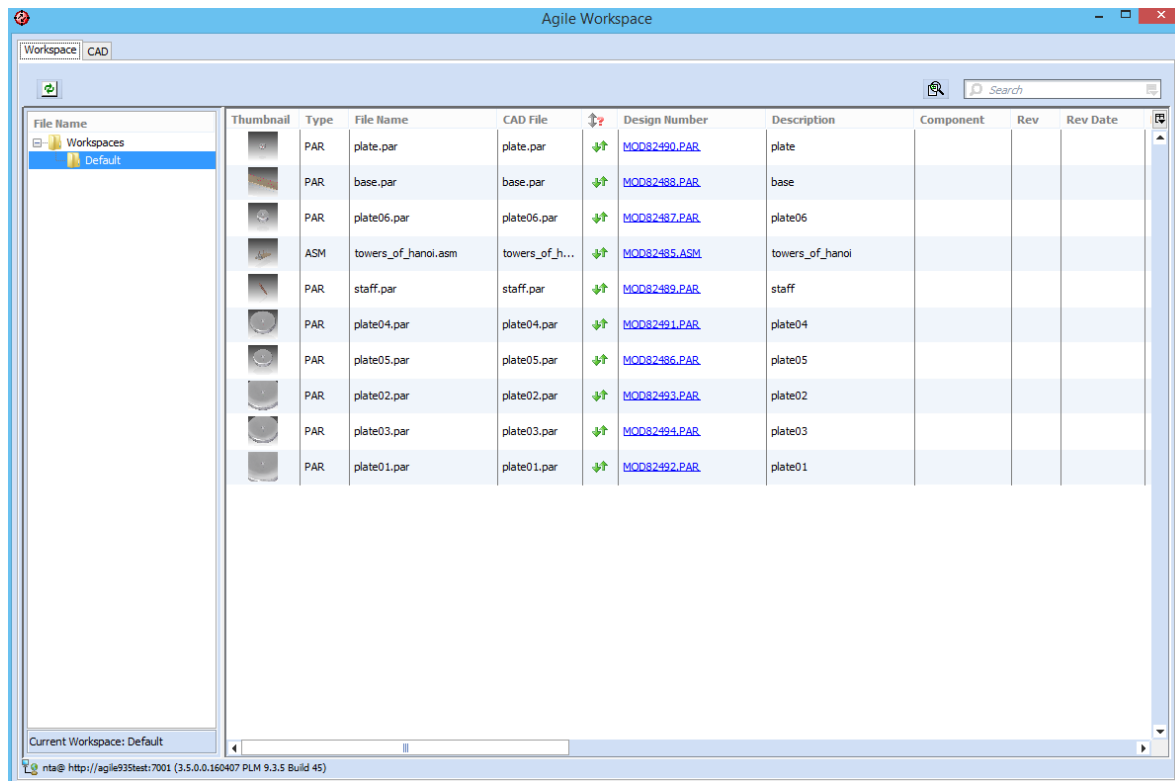 Agile Workspace
Workspace CAD
Search
File Name
Workspaces
Default
Thumbnail Type File Name CAD File Design Number Description Component Rev Rev Date
PAR plate.par plate.par MOD82490.PAR plate
PAR base.par base.par MOD82488.PAR base
PAR plate06.par plate06.par MOD82487.PAR plate06
ASM towers_of_hanoi.asm towers_of_h... MOD82485.ASM towers_of_hanoi
PAR staff.par staff.par MOD82489.PAR staff
PAR plate04.par plate04.par MOD82491.PAR plate04
PAR plate05.par plate05.par MOD82486.PAR plate05
PAR plate02.par plate02.par MOD82493.PAR plate02
PAR plate03.par plate03.par MOD82494.PAR plate03
PAR plate01.par plate01.par MOD82492.PAR plate01
Current Workspace: Default
nta@ http://agile935test:7001 (3.5.0.0.160407 PLM 9.3.5 Build 45)